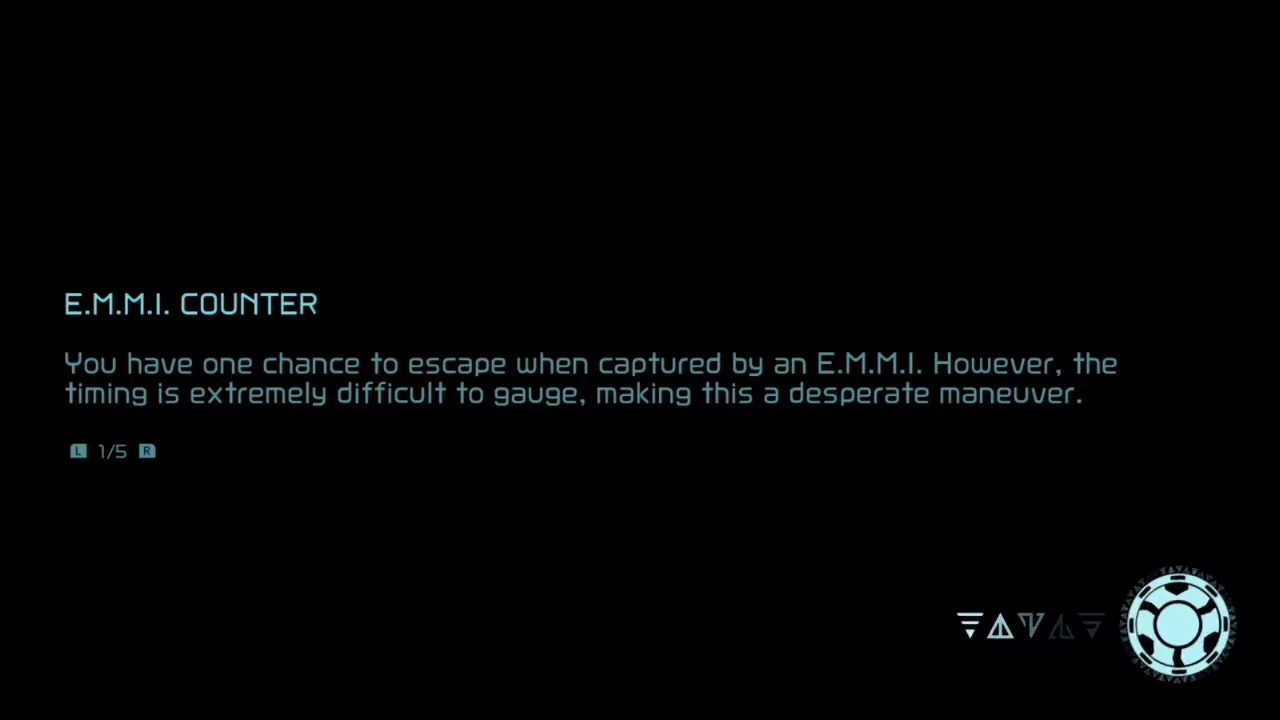 E.M.M.I. COUNTER
You have one chance to escape when captured by an E.M.M.I. However, the
timing is extremely difficult to gauge, making this a desperate maneuver.
L 1/5 R